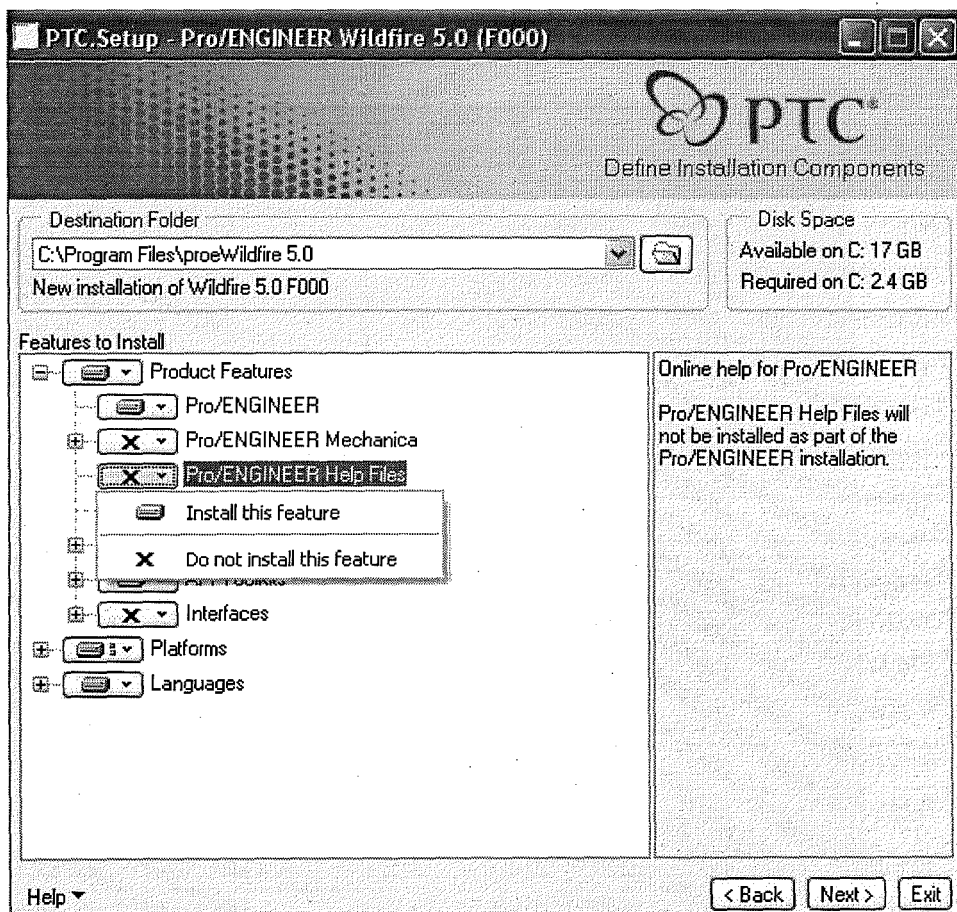 PTC.Setup - Pro/ENGINEER Wildfire 5.0 (F000)
PTC®
Define Installation Components
Destination Folder
C:\Program Files\proeWildfire 5.0
New installation of Wildfire 5.0 F000
Disk Space
Available on C: 17 GB
Required on C: 2.4 GB
Features to Install
Product Features
Pro/ENGINEER
Pro/ENGINEER Mechanica
Pro/ENGINEER Help Files
Install this feature
Do not install this feature
Interfaces
Platforms
Languages
Online help for Pro/ENGINEER
Pro/ENGINEER Help Files will
not be installed as part of the
Pro/ENGINEER installation.
Help
< Back
Next >
Exit